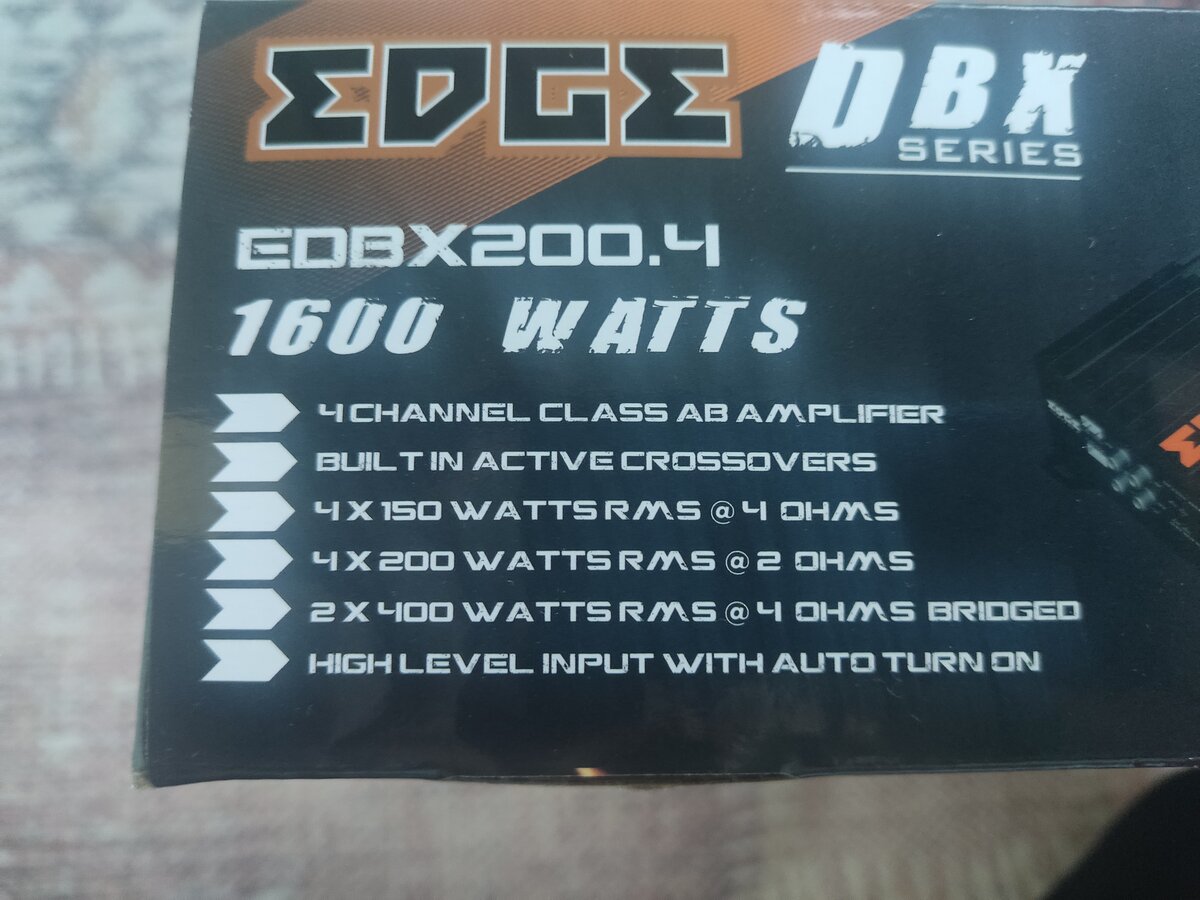 EDGE
DBX
SERIES
EDBX200.4
1600 WATTS
4 CHANNEL CLASS AB AMPLIFIER
BUILT IN ACTIVE CROSSOVERS
4 X 150 WATTS RMS @ 4 OHMS
4 X 200 WATTS RMS @ 2 OHMS
2 X 400 WATTS RMS @ 4 OHMS BRIDGED
HIGH LEVEL INPUT WITH AUTO TURN ON